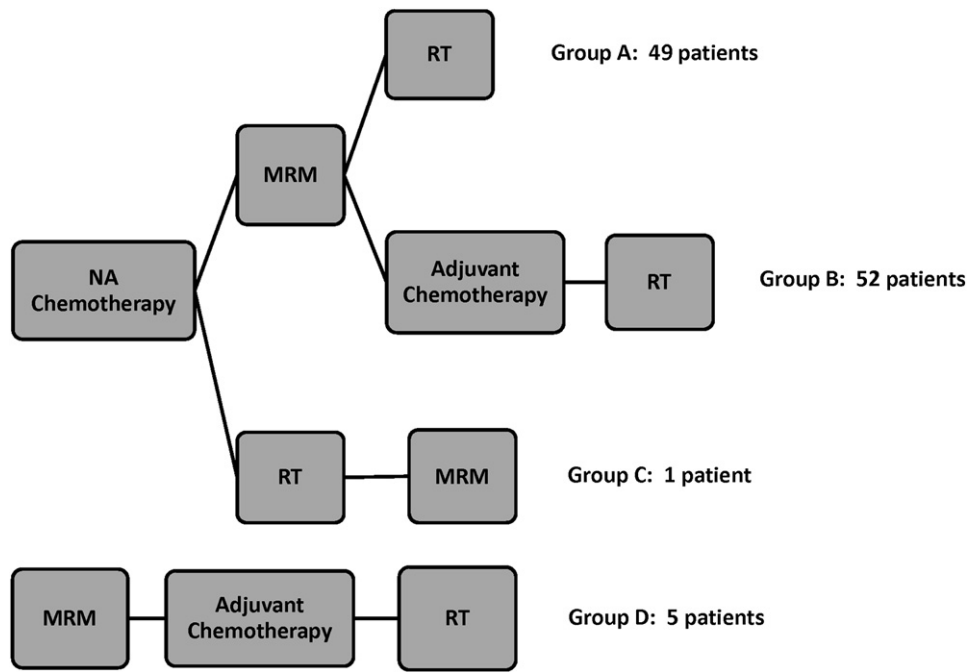 RT
Group A: 49 patients
MRM
NA
Chemotherapy
Adjuvant
Chemotherapy
RT
Group B: 52 patients
RT
MRM
Group C: 1 patient
MRM
Adjuvant
Chemotherapy
RT
Group D: 5 patients